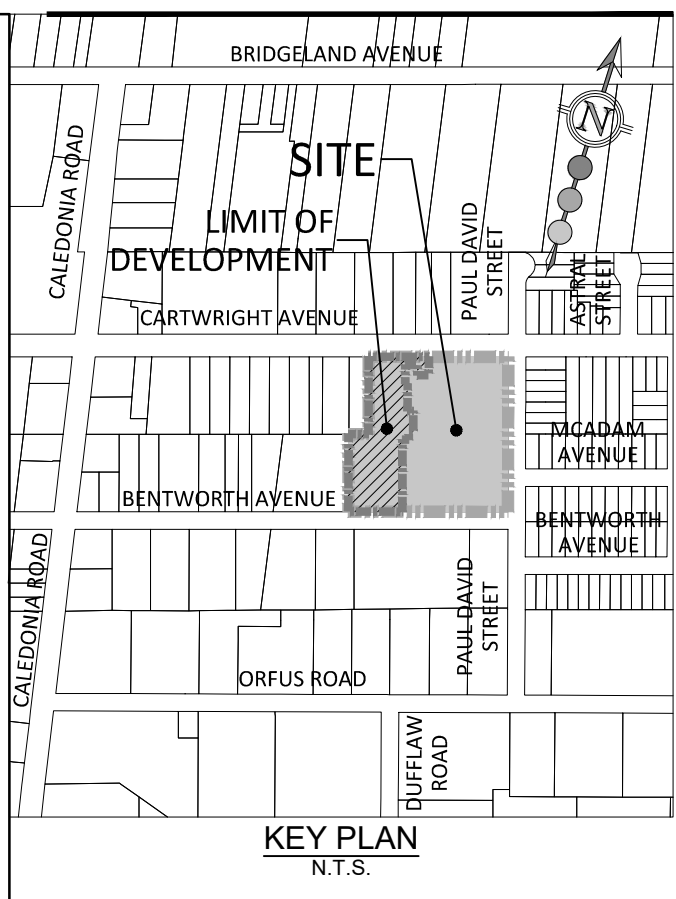 BRIDGELAND AVENUE
N
SITE
CALEDONIA ROAD
LIMIT OF
DEVELOPMENT
PAUL DAVID
STREET
ASTRAL
STREET
CARTWRIGHT AVENUE
MCADAM
AVENUE
BENTWORTH AVENUE
BENTWORTH
AVENUE
CALEDONIA ROAD
PAUL DAVID
STREET
ORFUS ROAD
DUFFLAW
ROAD
KEY PLAN
N.T.S.